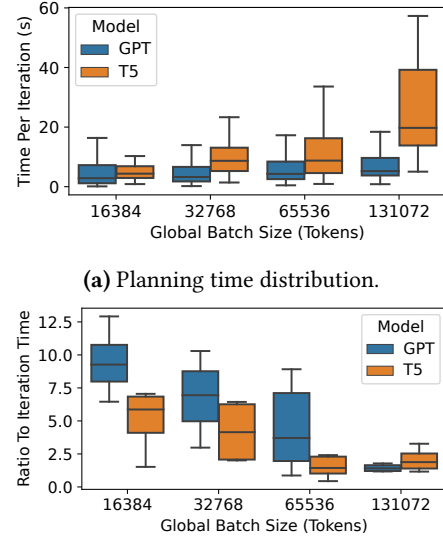 Time Per Iteration (s)
60
40
20
0
Model
GPT
T5
16384 32768 65536 131072
Global Batch Size (Tokens)
(a) Planning time distribution.
Ratio To Iteration Time
12.5
10.0
7.5
5.0
2.5
0.0
Model
GPT
T5
16384 32768 65536 131072
Global Batch Size (Tokens)